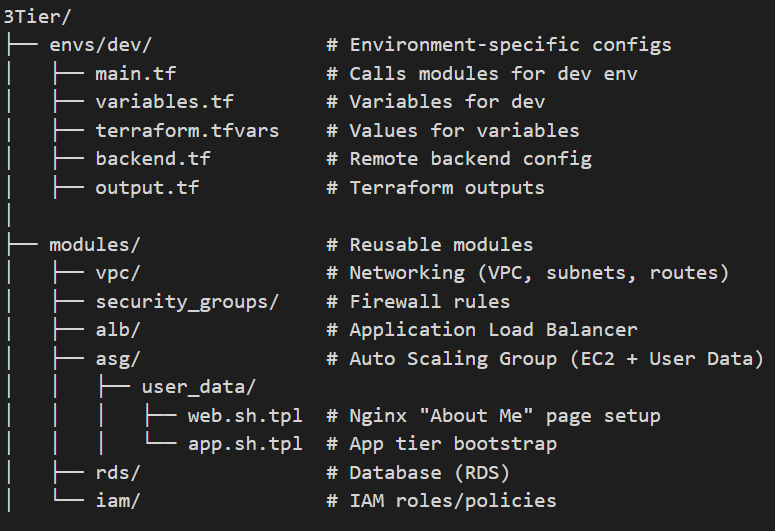 3Tier/
├── envs/dev/               # Environment-specific configs
│   ├── main.tf             # Calls modules for dev env
│   ├── variables.tf        # Variables for dev
│   ├── terraform.tfvars    # Values for variables
│   ├── backend.tf          # Remote backend config
│   ├── output.tf           # Terraform outputs
│
├── modules/                # Reusable modules
│   ├── vpc/                # Networking (VPC, subnets, routes)
│   ├── security_groups/    # Firewall rules
│   ├── alb/                # Application Load Balancer
│   ├── asg/                # Auto Scaling Group (EC2 + User Data)
│   │   ├── user_data/
│   │   │   ├── web.sh.tpl  # Nginx "About Me" page setup
│   │   │   └── app.sh.tpl  # App tier bootstrap
│   ├── rds/                # Database (RDS)
│   └── iam/                # IAM roles/policies